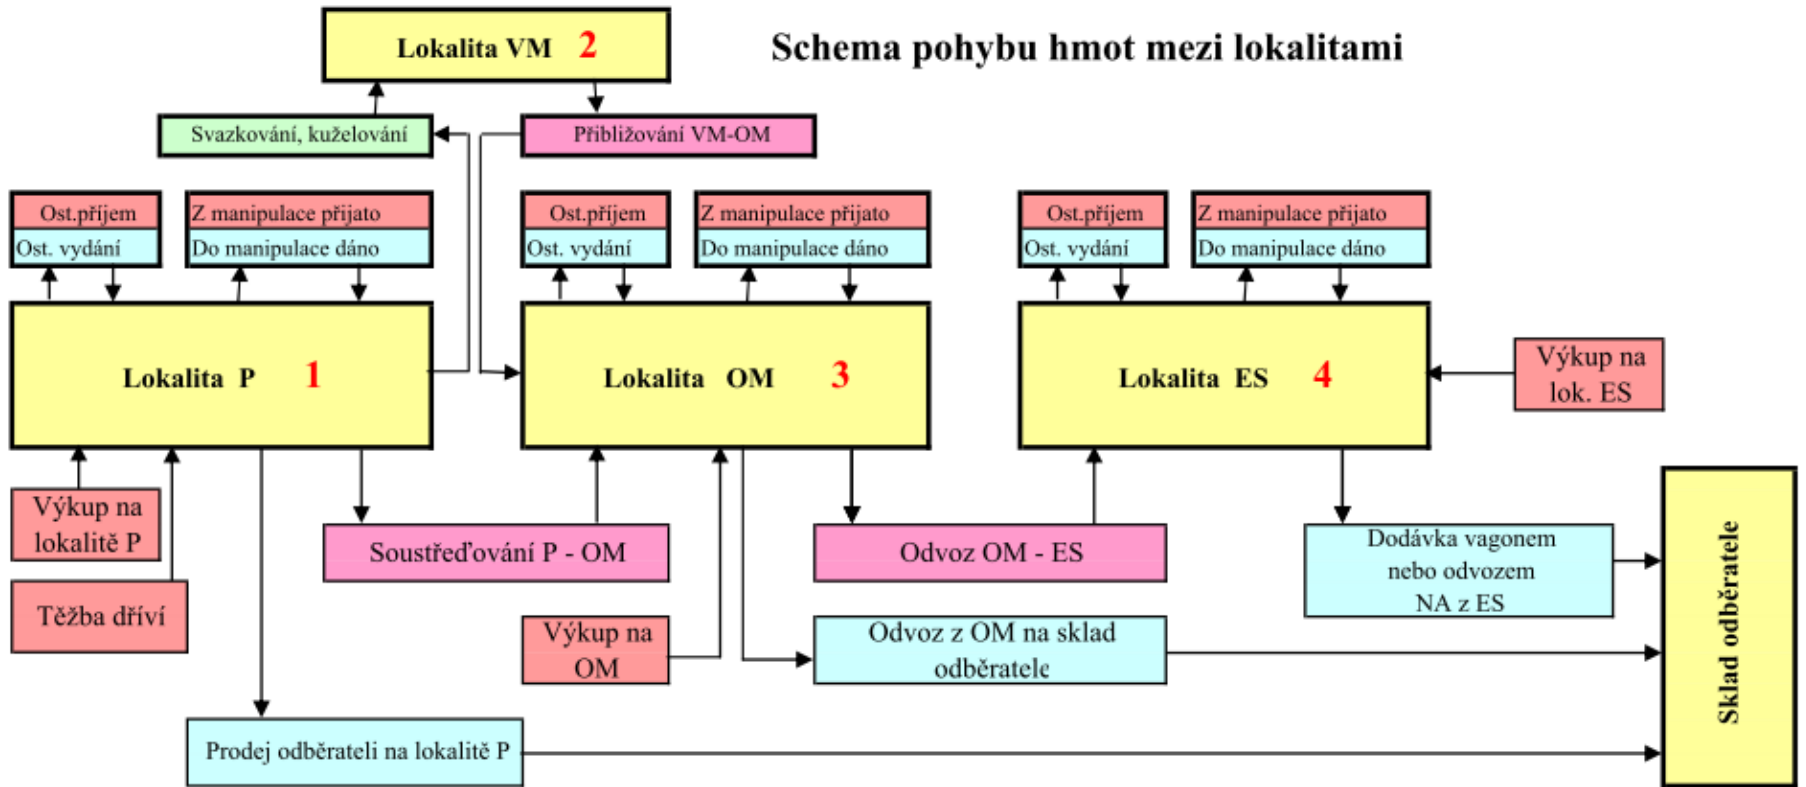 Lokalita VM 2
Schema pohybu hmot mezi lokalitami
Svazkování, kuželování
Přibližování VM-OM
Ost.příjem
Ost. vydání
Z manipulace přijato
Do manipulace dáno
Ost.příjem
Ost. vydání
Z manipulace přijato
Do manipulace dáno
Ost.příjem
Ost. vydání
Z manipulace přijato
Do manipulace dáno
Lokalita P 1
Lokalita OM 3
Lokalita ES 4
Výkup na
lok. ES
Výkup na
lokalitě P
Soustřeďování P - OM
Odvoz OM - ES
Dodávka vagonem
nebo odvozem
NA z ES
Těžba dříví
Výkup na
OM
Odvoz z OM na sklad
odběratele
Prodej odběrateli na lokalitě P
Sklad odběratele